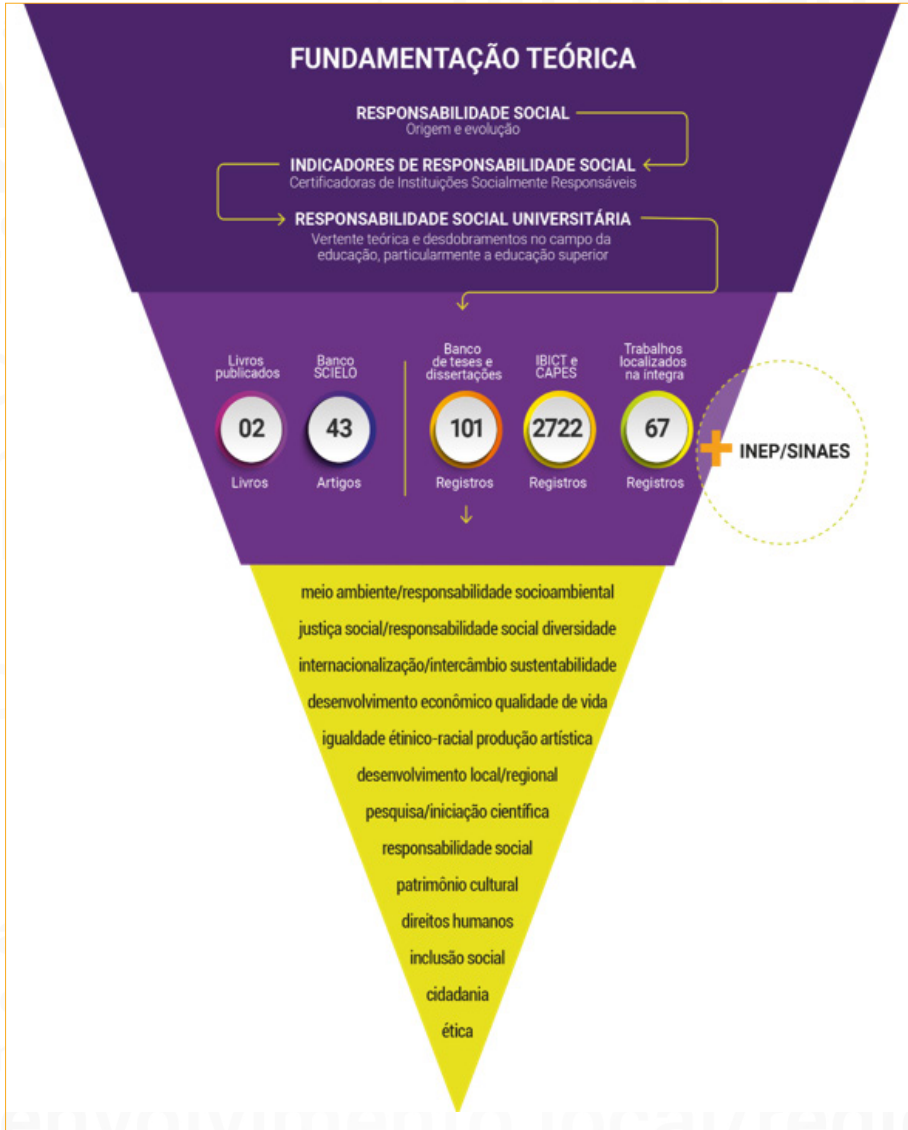 FUNDAMENTAÇÃO TEÓRICA
RESPONSABILIDADE SOCIAL
Origem e evolução
INDICADORES DE RESPONSABILIDADE SOCIAL
Certificadoras de Instituições Socialmente Responsáveis
RESPONSABILIDADE SOCIAL UNIVERSITÁRIA
Vertente teórica e desdobramentos no campo da
educação, particularmente a educação superior
Livros
publicados
02
Livros
Banco
SCIELO
43
Artigos
Banco
de teses e
dissertações
101
Registros
IBICT e
CAPES
2722
Registros
Trabalhos
localizados
na íntegra
67
Registros
INEP/SINAES
meio ambiente/responsabilidade socioambiental
justiça social/responsabilidade social diversidade
internacionalização/intercâmbio sustentabilidade
desenvolvimento econômico qualidade de vida
igualdade étinico-racial produção artística
desenvolvimento local/regional
pesquisa/iniciação científica
responsabilidade social
patrimônio cultural
direitos humanos
inclusão social
cidadania
ética